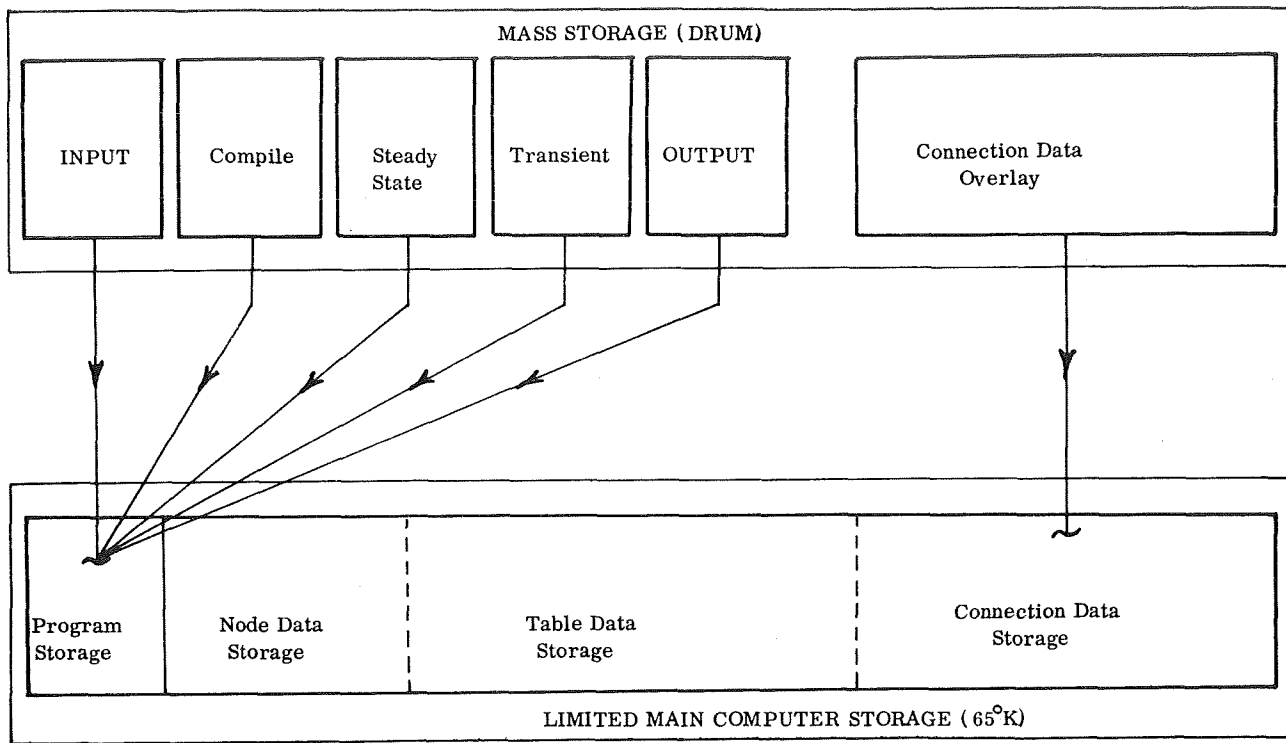 MASS STORAGE (DRUM)
INPUT
Compile
Steady
State
Transient
OUTPUT
Connection Data
Overlay
Program
Storage
Node Data
Storage
Table Data
Storage
Connection Data
Storage
LIMITED MAIN COMPUTER STORAGE (65°K)